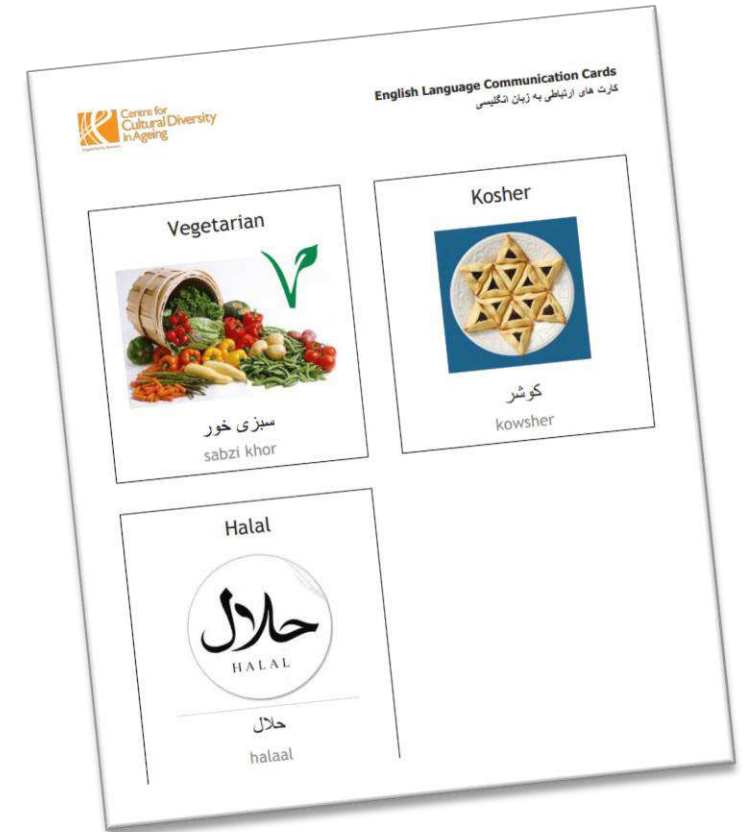 Centre for
Cultural Diversity
in Ageing
English Language Communication Cards
کارت های ارتباطی به زبان انگلیسی
Vegetarian
سبزی خور
sabzi khor
Kosher
کوشر
kowsher
Halal
حلال
HALAL
حلال
halaal